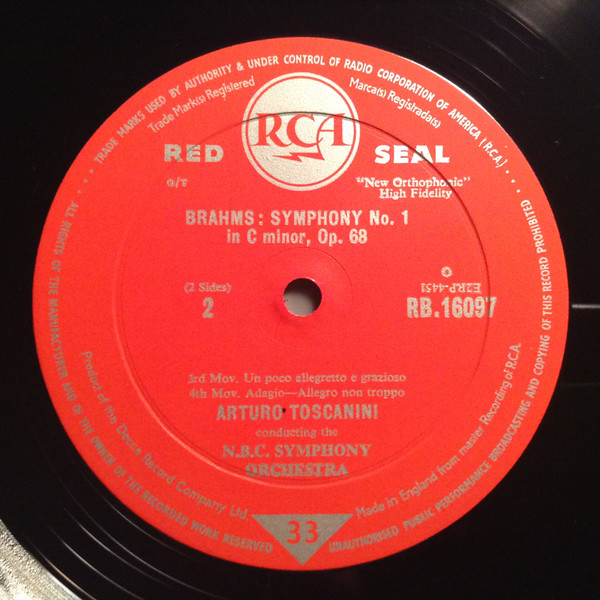 TRADE MARKS USED BY AUTHORITY & UNDER CONTROL OF RADIO CORPORATION OF AMERICA (R.C.A.)
Trade Mark(s) Registered
Marca(s) Registrada(s)
RCA
RED SEAL
"New Orthophonic"
High Fidelity
BRAHMS: SYMPHONY No. 1
in C minor, Op. 68
(2 Sides)
2
E2RP-4451
RB.16097
3rd Mov. Un poco allegretto e grazioso
4th Mov. Adagio—Allegro non troppo
ARTURO TOSCANINI
conducting the
N.B.C. SYMPHONY
ORCHESTRA
Product of the Decca Record Company Ltd.
Made in England from master Recording of R.C.A.
33
ALL RIGHTS OF THE MANUFACTURER AND OF THE OWNER OF THE RECORDED WORK RESERVED
UNAUTHORISED PUBLIC PERFORMANCE BROADCASTING AND COPYING OF THIS RECORD PROHIBITED